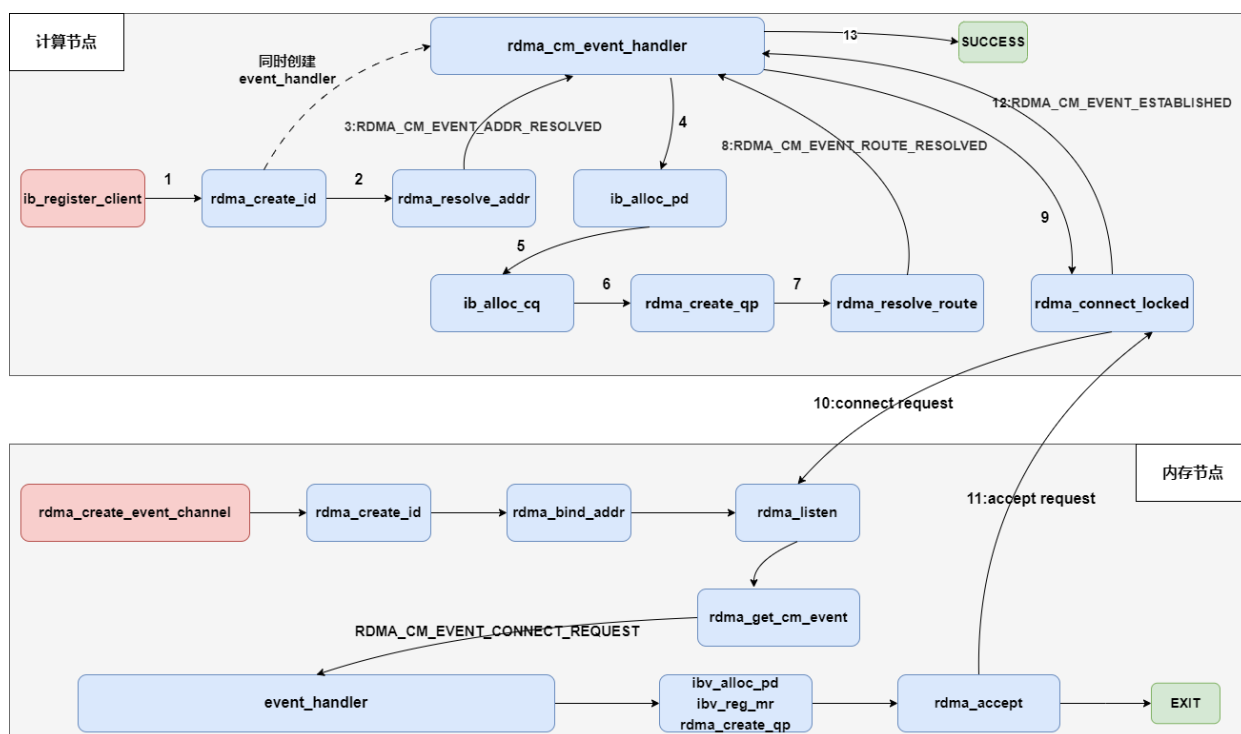 计算节点
rdma_cm_event_handler
13
SUCCESS
同时创建
event_handler
12:RDMA_CM_EVENT_ESTABLISHED
3:RDMA_CM_EVENT_ADDR_RESOLVED
4
8:RDMA_CM_EVENT_ROUTE_RESOLVED
ib_register_client
1
rdma_create_id
2
rdma_resolve_addr
ib_alloc_pd
9
5
ib_alloc_cq
6
rdma_create_qp
7
rdma_resolve_route
rdma_connect_locked
10:connect request
内存节点
rdma_create_event_channel
rdma_create_id
rdma_bind_addr
rdma_listen
11:accept request
rdma_get_cm_event
RDMA_CM_EVENT_CONNECT_REQUEST
event_handler
ibv_alloc_pd
ibv_reg_mr
rdma_create_qp
rdma_accept
EXIT